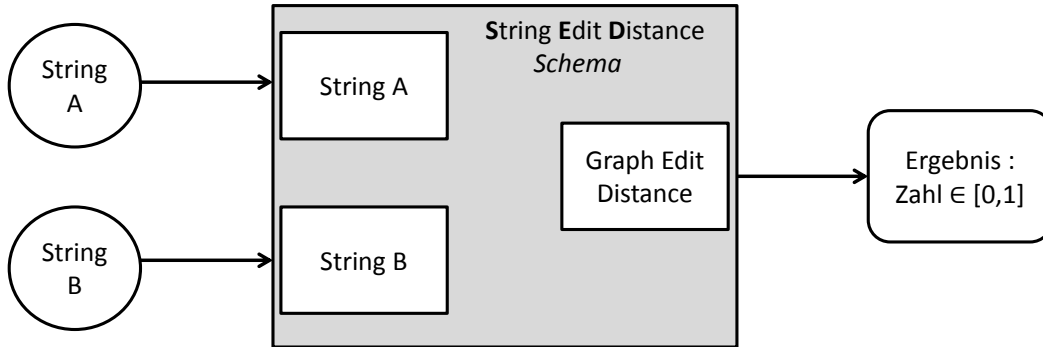 String
A
String A
String Edit Distance
Schema
Graph Edit
Distance
Ergebnis :
Zahl ∈ [0,1]
String
B
String B